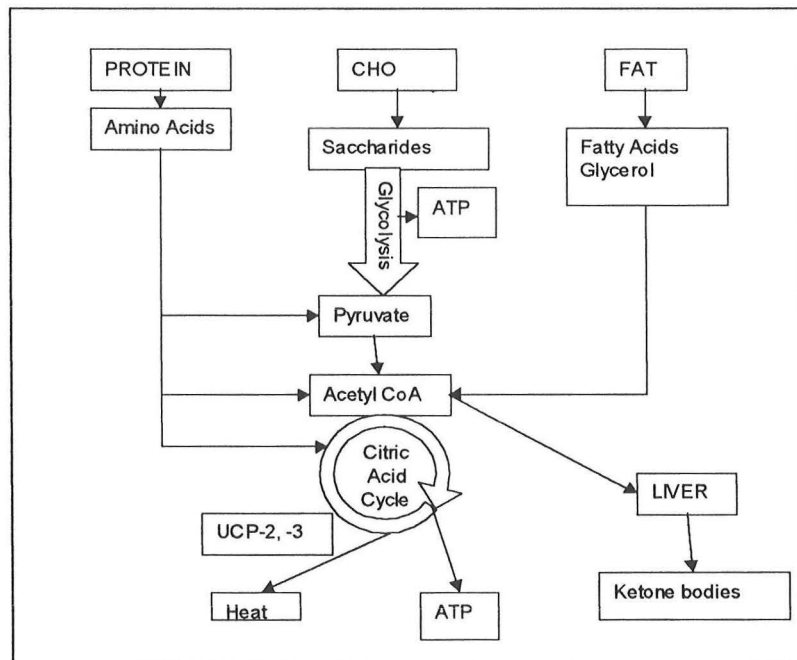 PROTEIN
CHO
FAT
Amino Acids
Saccharides
Fatty Acids
Glycerol
Glycolysis
ATP
Pyruvate
Acetyl CoA
Citric
Acid
Cycle
LIVER
UCP-2, -3
Heat
ATP
Ketone bodies